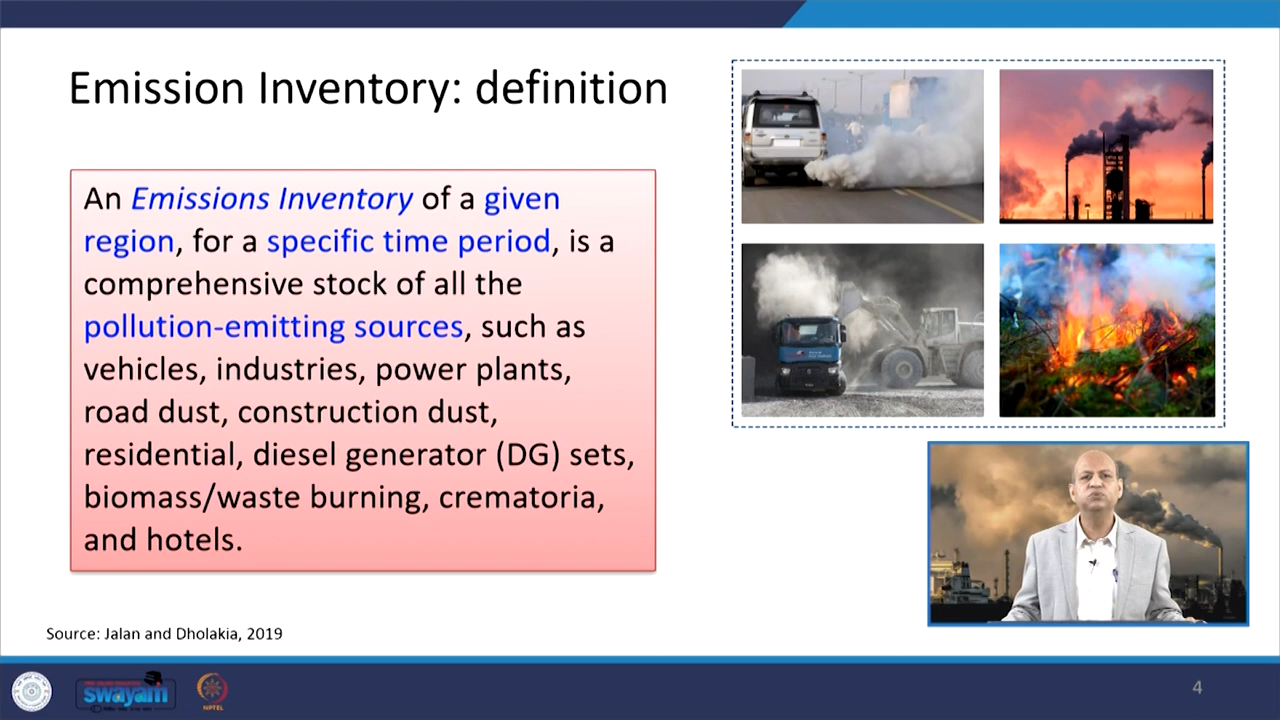 Emission Inventory: definition
An Emissions Inventory of a given
region, for a specific time period, is a
comprehensive stock of all the
pollution-emitting sources, such as
vehicles, industries, power plants,
road dust, construction dust,
residential, diesel generator (DG) sets,
biomass/waste burning, crematoria,
and hotels.
Source: Jalan and Dholakia, 2019
swayam
NPTEL
4